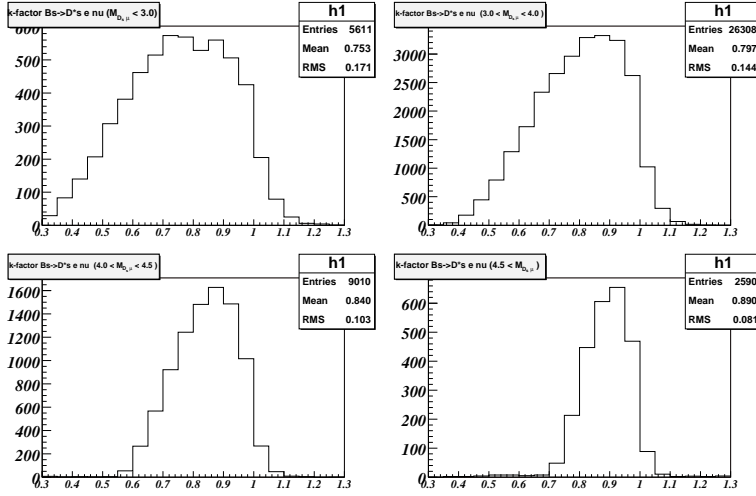 k-factor Bs->D*s e nu (M_{D_s μ} < 3.0)
h1
Entries 5611
Mean 0.753
RMS 0.171
600
500
400
300
200
100
0
0.3 0.4 0.5 0.6 0.7 0.8 0.9 1 1.1 1.2 1.3
k-factor Bs->D*s e nu (3.0 < M_{D_s μ} < 4.0)
h1
Entries 26308
Mean 0.797
RMS 0.144
3000
2500
2000
1500
1000
500
0
0.3 0.4 0.5 0.6 0.7 0.8 0.9 1 1.1 1.2 1.3
k-factor Bs->D*s e nu (4.0 < M_{D_s μ} < 4.5)
h1
Entries 9010
Mean 0.840
RMS 0.103
1600
1400
1200
1000
800
600
400
200
0
0.3 0.4 0.5 0.6 0.7 0.8 0.9 1 1.1 1.2 1.3
k-factor Bs->D*s e nu (4.5 < M_{D_s μ})
h1
Entries 2590
Mean 0.890
RMS 0.081
600
500
400
300
200
100
0
0.3 0.4 0.5 0.6 0.7 0.8 0.9 1 1.1 1.2 1.3